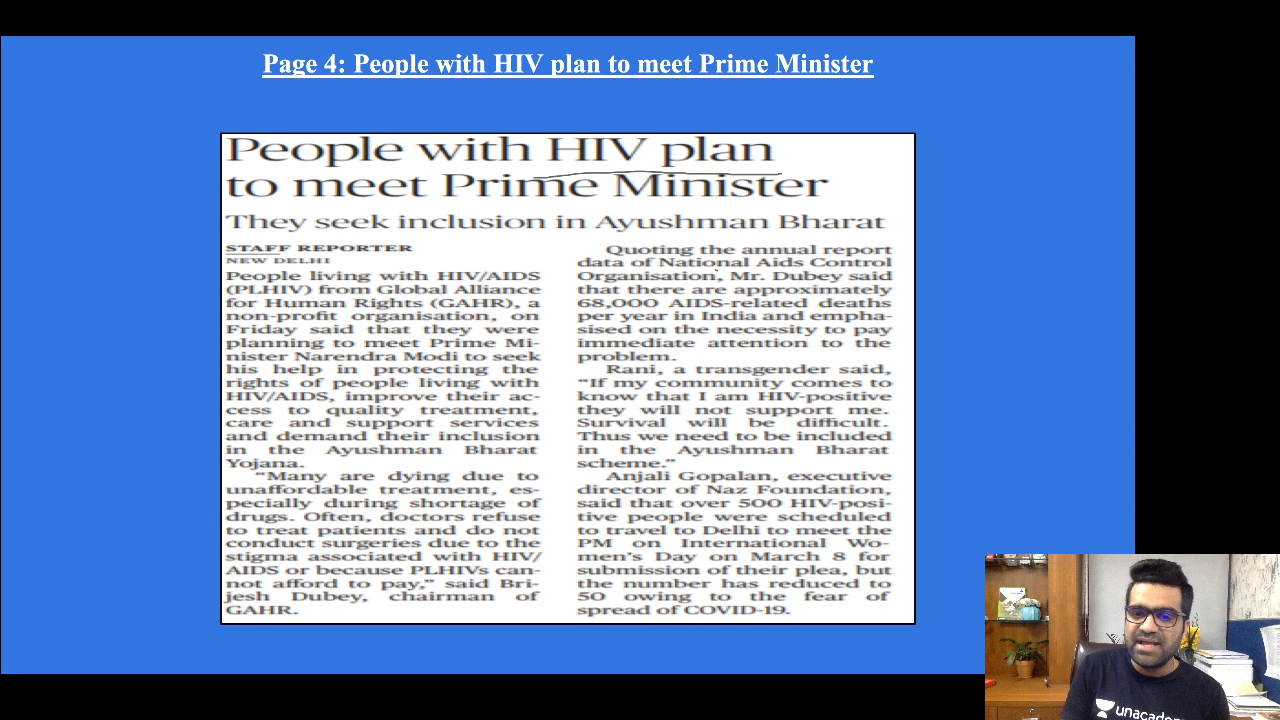 Page 4: People with HIV plan to meet Prime Minister
People with HIV plan
to meet Prime Minister
They seek inclusion in Ayushman Bharat
STAFF REPORTER
NEW DELHI
People living with HIV/AIDS
(PLHIV) from Global Alliance
for Human Rights (GAHR), a
non-profit organisation, on
Friday said that they were
planning to meet Prime Mi-
nister Narendra Modi to seek
his help in protecting the
rights of people living with
HIV/AIDS, improve their ac-
cess to quality treatment,
care and support services
and demand their inclusion
in the Ayushman Bharat
Yojana.
“Many are dying due to
unaffordable treatment, es-
pecially during shortage of
drugs. Often, doctors refuse
to treat patients and do not
conduct surgeries due to the
stigma associated with HIV/
AIDS or because PLHIVs can-
not afford to pay,” said Bri-
jesh Dubey, chairman of
GAHR.
Quoting the annual report
data of National Aids Control
Organisation, Mr. Dubey said
that there are approximately
68,000 AIDS-related deaths
per year in India and empha-
sised on the necessity to pay
immediate attention to the
problem.
Rani, a transgender said,
“If my community comes to
know that I am HIV-positive
they will not support me.
Survival will be difficult.
Thus we need to be included
in the Ayushman Bharat
scheme.”
Anjali Gopalan, executive
director of Naz Foundation,
said that over 500 HIV-posi-
tive people were scheduled
to travel to Delhi to meet the
PM on International Wo-
men’s Day on March 8 for
submission of their plea, but
the number has reduced to
50 owing to the fear of
spread of COVID-19.
unacade